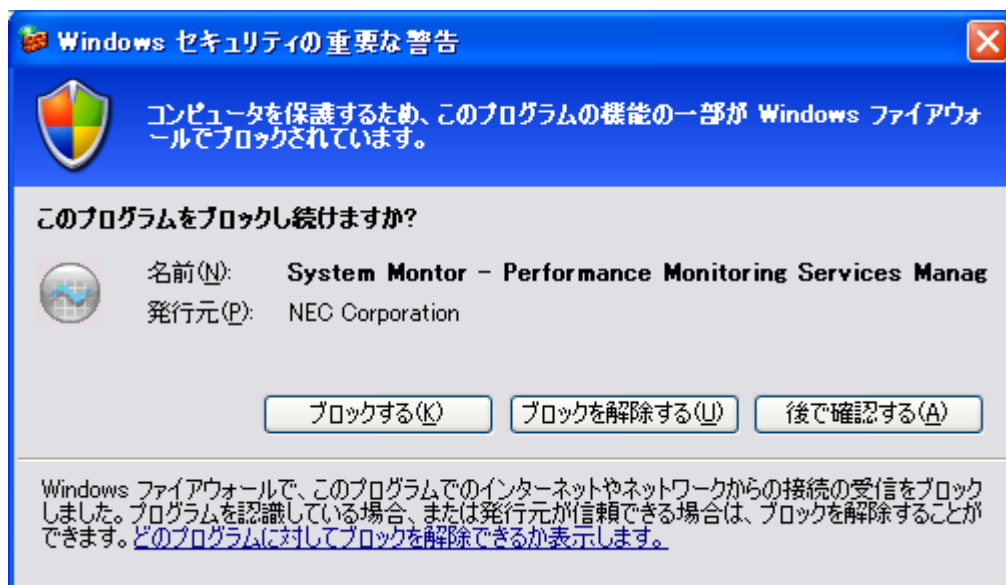 Windows セキュリティの重要な警告
コンピュータを保護するため、このプログラムの機能の一部が Windows ファイアウォ
ールでブロックされています。
このプログラムをブロックし続けますか?
名前(N): System Montor - Performance Monitoring Services Manag
発行元(P): NEC Corporation
ブロックする(K) ブロックを解除する(U) 後で確認する(A)
Windows ファイアウォールで、このプログラムでのインターネットやネットワークからの接続の受信をブロック
しました。プログラムを認識している場合、または発行元が信頼できる場合は、ブロックを解除することが
できます。どのプログラムに対してブロックを解除できるか表示します。